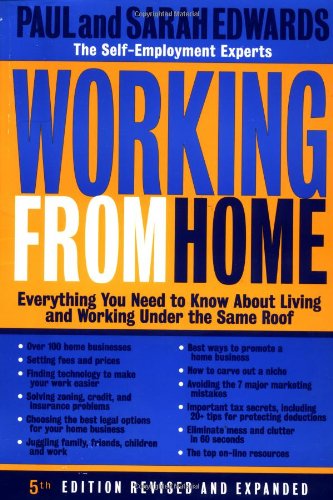 PAUL and SARAH EDWARDS
The Self-Employment Experts
WORKING
FROM HOME
Everything You Need to Know About Living
and Working Under the Same Roof
• Over 100 home businesses
• Setting fees and prices
• Finding technology to make
your work easier
• Solving zoning, credit, and
insurance problems
• Choosing the best legal options
for your home business
• Juggling family, friends, children
and work
• Best ways to promote a
home business
• How to carve out a niche
• Avoiding the 7 major marketing
mistakes
• Important tax secrets, including
20+ tips for protecting deductions
• Eliminate mess and clutter
in 60 seconds
• The top on-line resources
5th EDITION REVISED AND EXPANDED